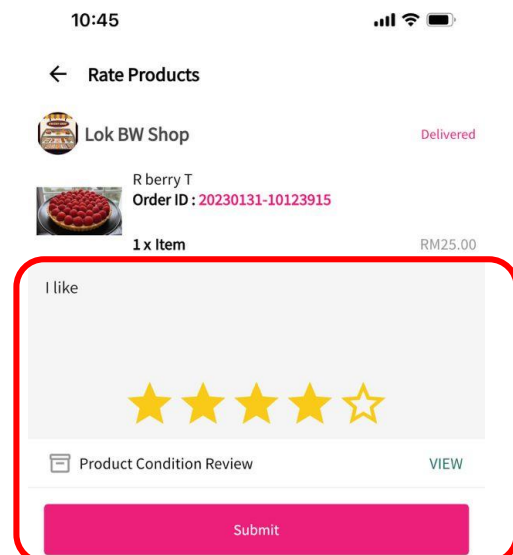 10:45
Rate Products
Lok BW Shop
Delivered
R berry T
Order ID : 20230131-10123915
1 x Item
RM25.00
I like
Product Condition Review
VIEW
Submit